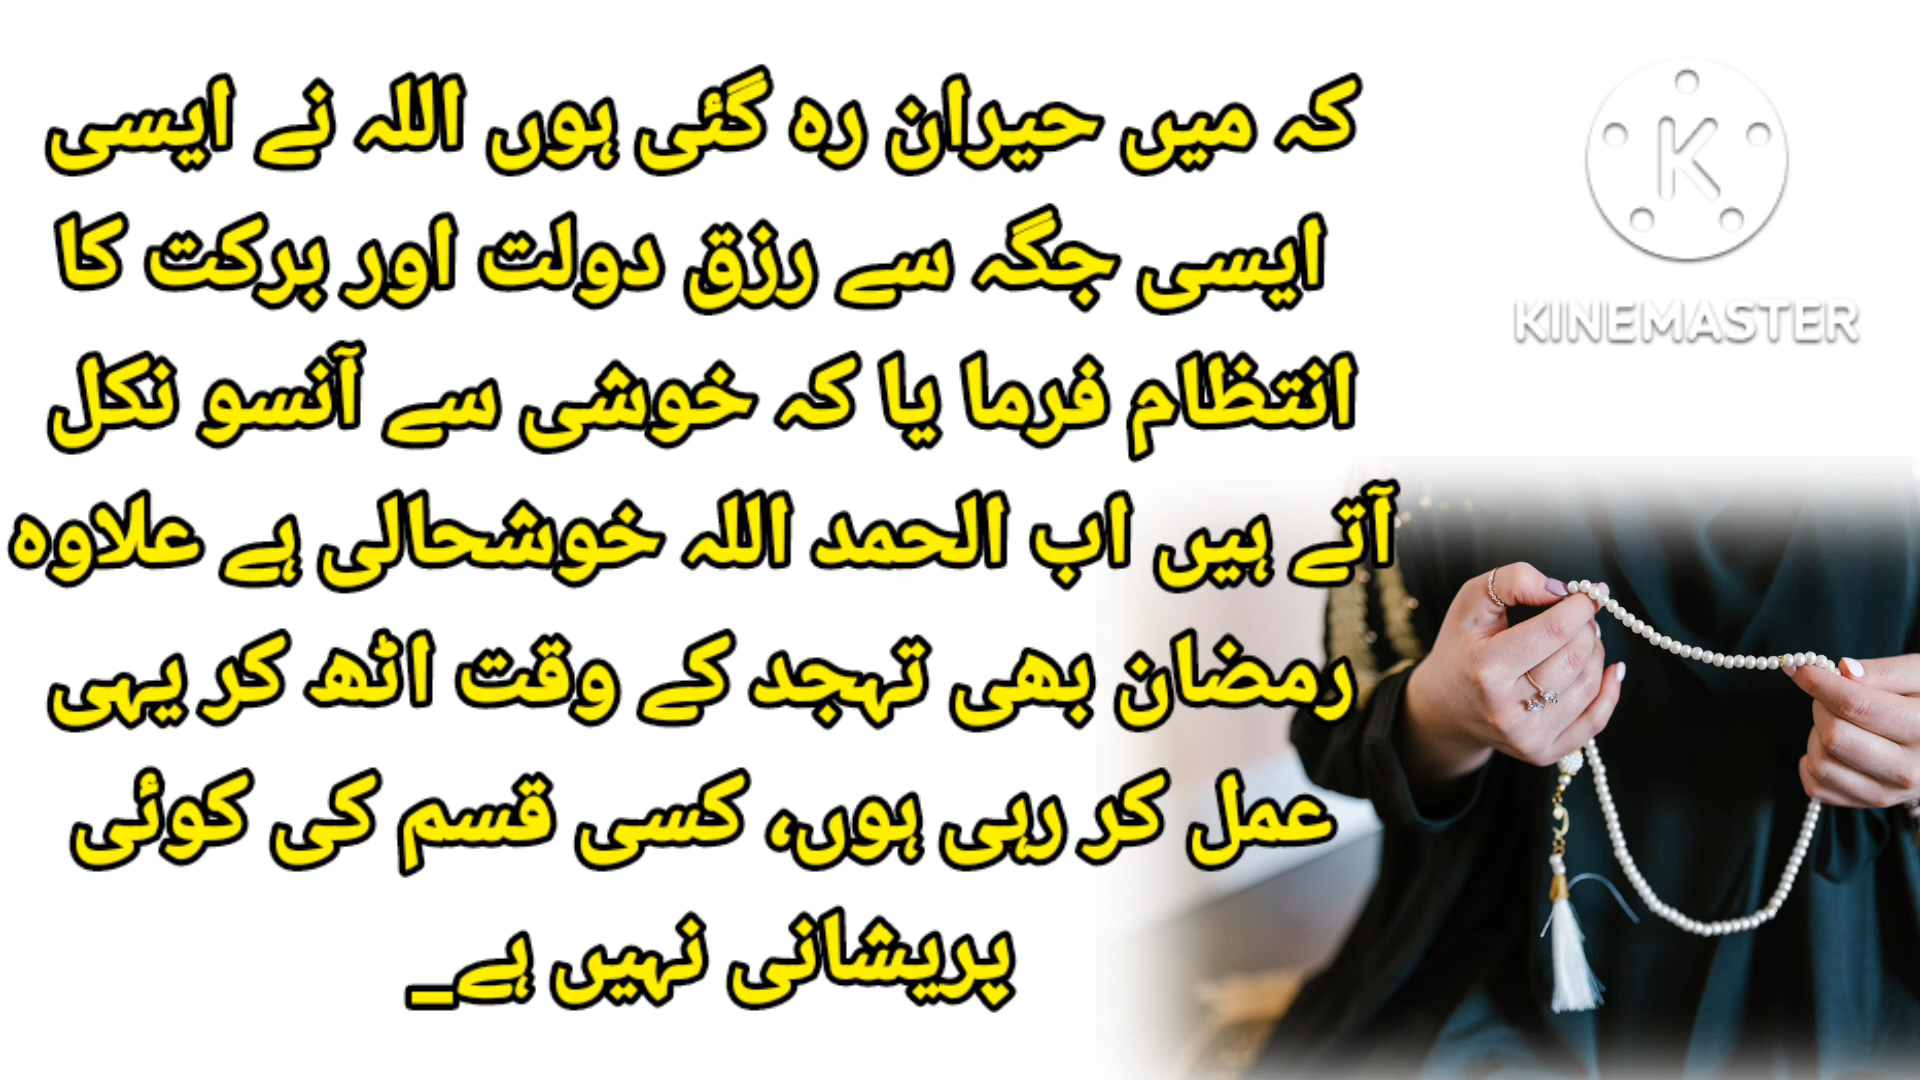 کہ میں حیران رہ گئی ہوں اللہ نے ایسی
ایسی جگہ سے رزق دولت اور برکت کا
انتظام فرما یا کہ خوشی سے آنسو نکل
آتے ہیں اب الحمد اللہ خوشحالی ہے علاوہ
رمضان بھی تہجد کے وقت اٹھ کر یہی
عمل کر رہی ہوں، کسی قسم کی کوئی
پریشانی نہیں ہے_
K
KINEMASTER